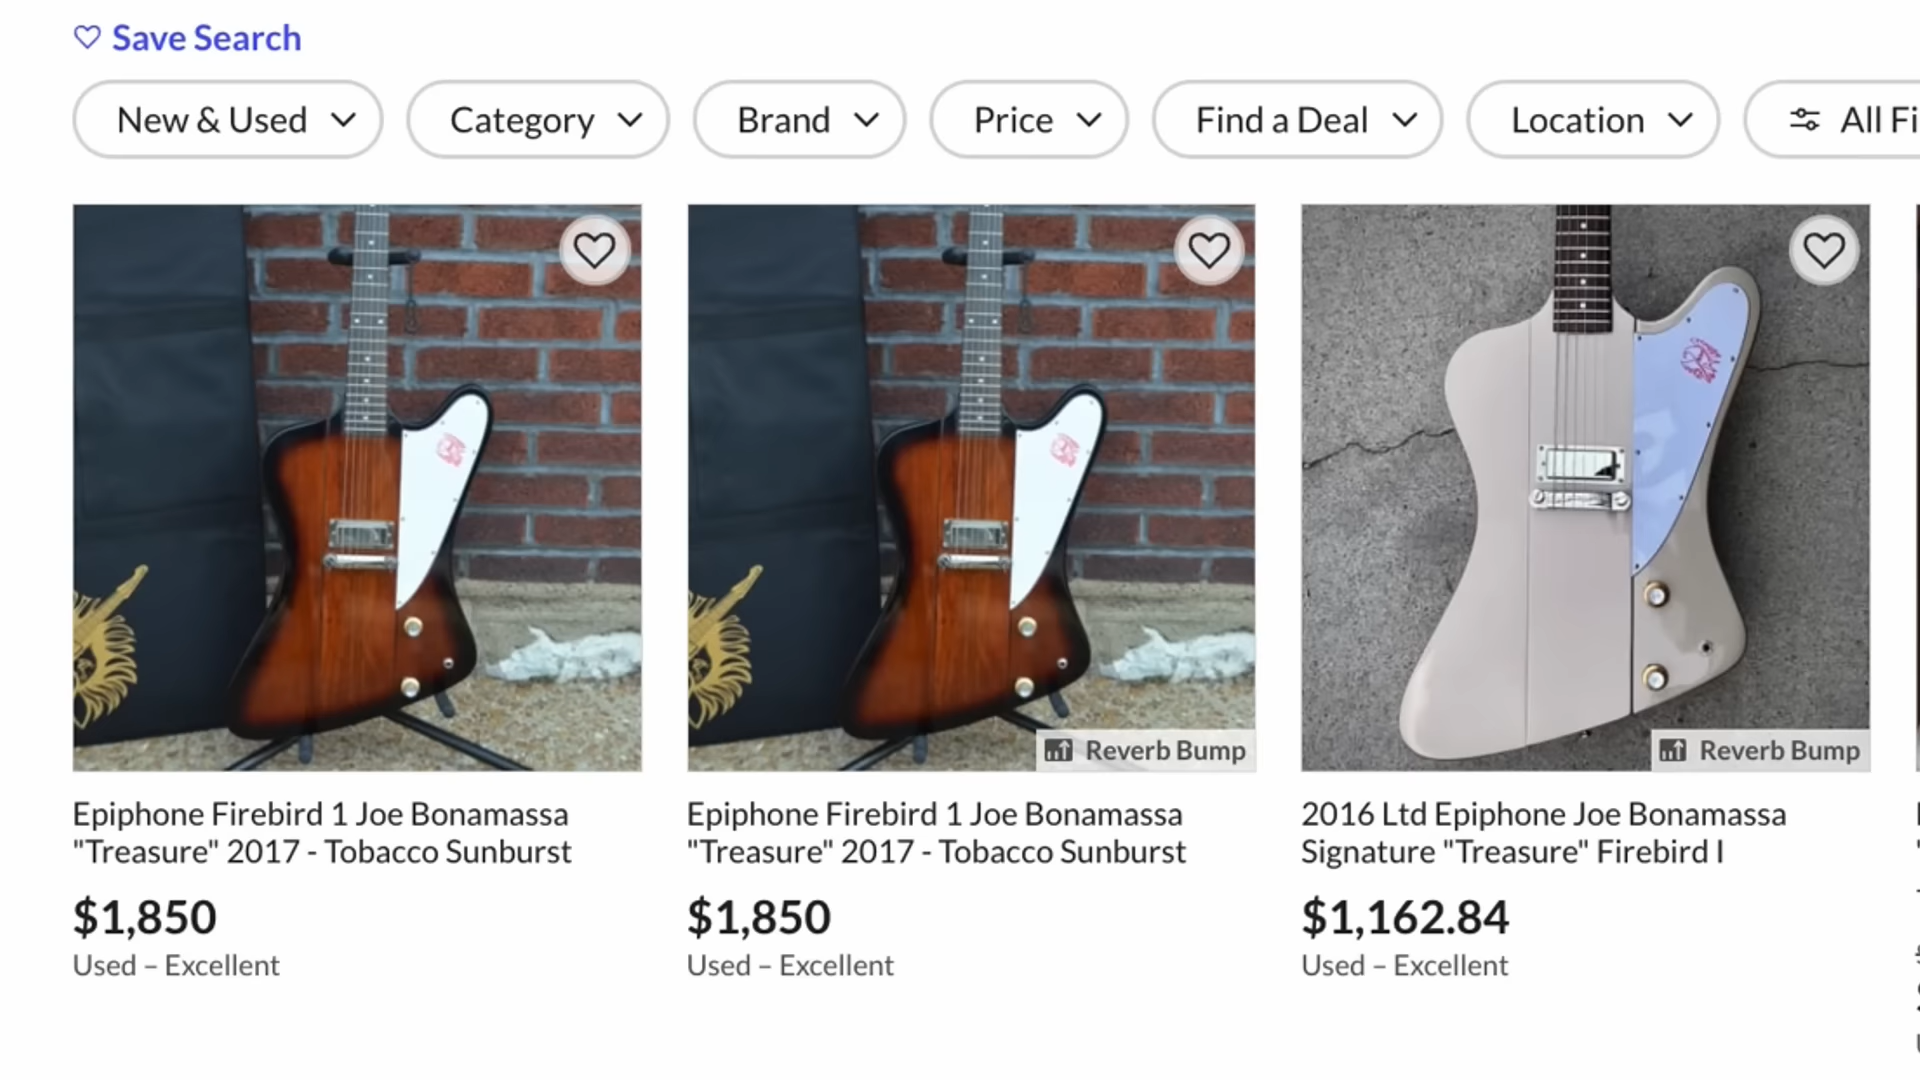 Save Search
New & Used
Category
Brand
Price
Find a Deal
Location
All Fi
Reverb Bump
Reverb Bump
Epiphone Firebird 1 Joe Bonamassa
"Treasure" 2017 - Tobacco Sunburst
$1,850
Used – Excellent
Epiphone Firebird 1 Joe Bonamassa
"Treasure" 2017 - Tobacco Sunburst
$1,850
Used – Excellent
2016 Ltd Epiphone Joe Bonamassa
Signature "Treasure" Firebird I
$1,162.84
Used – Excellent